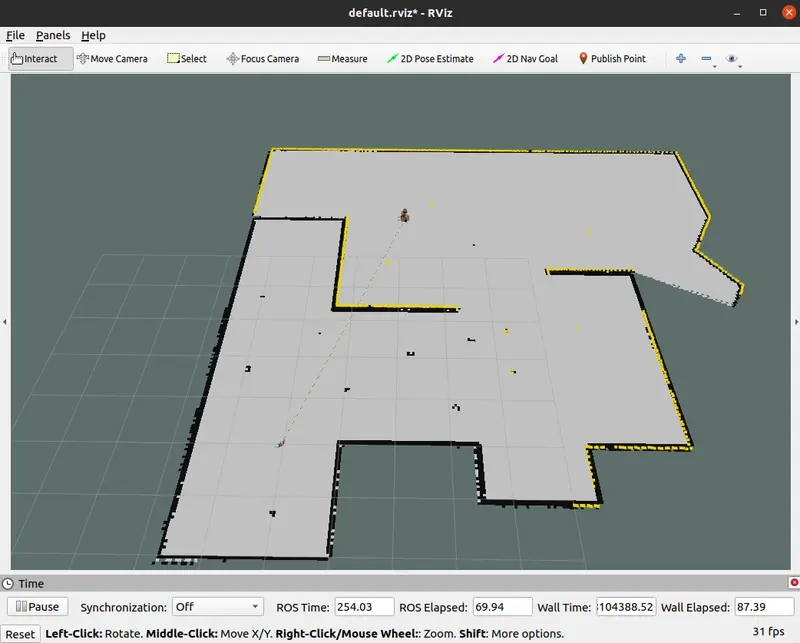 default.rviz* - RViz
File Panels Help
Interact Move Camera Select Focus Camera Measure 2D Pose Estimate 2D Nav Goal Publish Point
Time
Pause Synchronization: Off ROS Time: 254.03 ROS Elapsed: 69.94 Wall Time: 104388.52 Wall Elapsed: 87.39
Reset Left-Click: Rotate. Middle-Click: Move X/Y. Right-Click/Mouse Wheel:: Zoom. Shift: More options. 31 fps